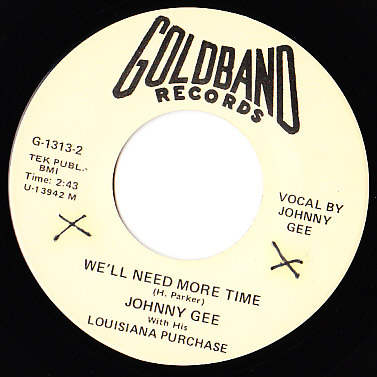 GOLDBAND
RECORDS
G-1313-2
TEK PUBL.-
BMI
Time: 2:43
U-13942 M
VOCAL BY
JOHNNY
GEE
WE'LL NEED MORE TIME
(H. Parker)
JOHNNY GEE
With His
LOUISIANA PURCHASE